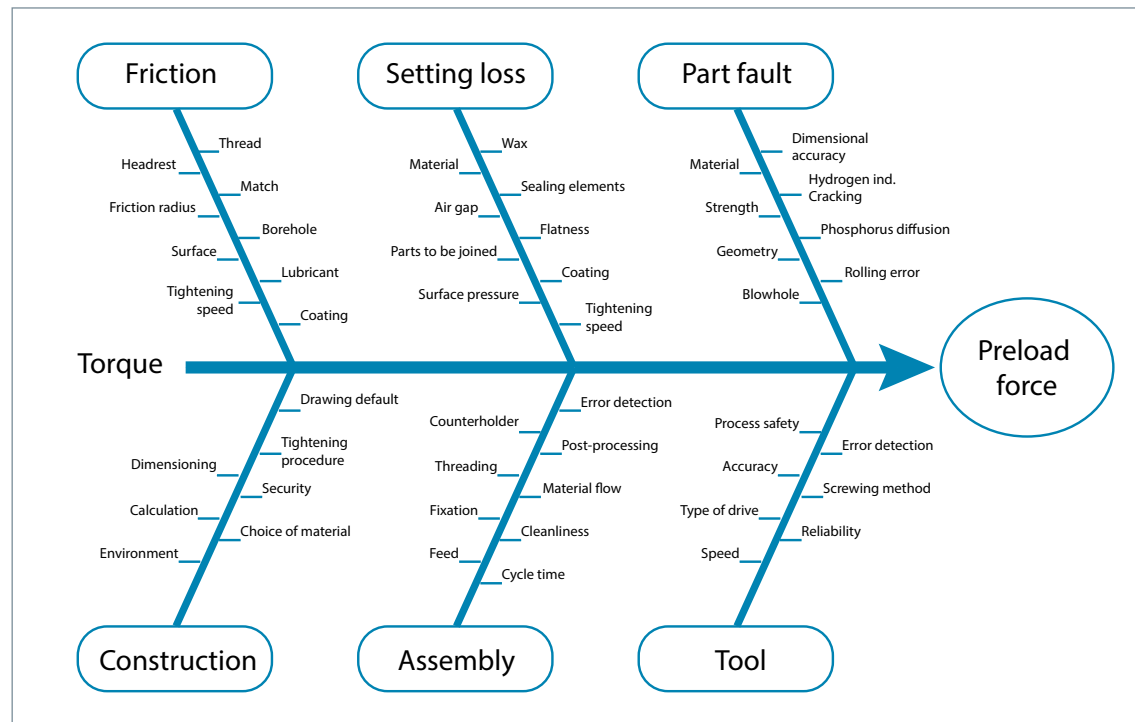 Friction
Setting loss
Part fault
Thread
Headrest
Match
Friction radius
Borehole
Surface
Lubricant
Tightening
speed
Coating
Wax
Material
Sealing elements
Air gap
Flatness
Parts to be joined
Coating
Surface pressure
Tightening
speed
Dimensional
accuracy
Material
Hydrogen ind.
Cracking
Strength
Phosphorus diffusion
Geometry
Rolling error
Blowhole
Torque
Preload
force
Drawing default
Tightening
procedure
Dimensioning
Security
Calculation
Choice of material
Environment
Error detection
Counterholder
Post-processing
Threading
Material flow
Fixation
Cleanliness
Feed
Cycle time
Process safety
Error detection
Accuracy
Screwing method
Type of drive
Reliability
Speed
Construction
Assembly
Tool